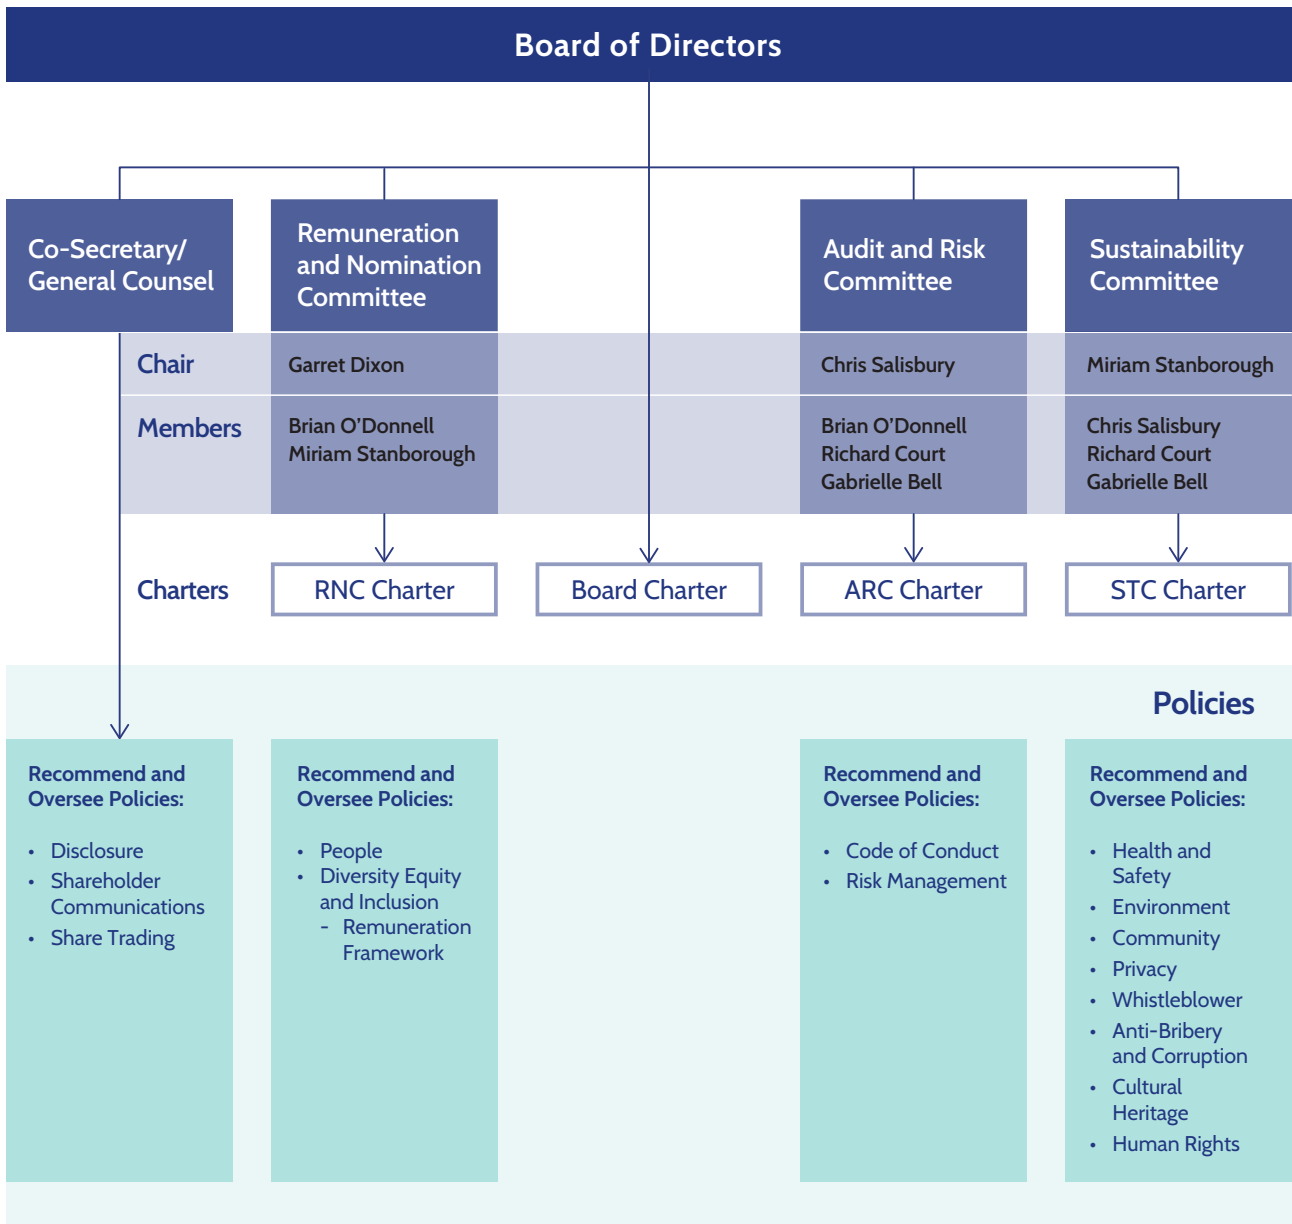 Board of Directors
Co-Secretary/
General Counsel
Remuneration
and Nomination
Committee
Audit and Risk
Committee
Sustainability
Committee
Chair
Garret Dixon
Chris Salisbury
Miriam Stanborough
Members
Brian O’Donnell
Miriam Stanborough
Brian O’Donnell
Richard Court
Gabrielle Bell
Chris Salisbury
Richard Court
Gabrielle Bell
Charters
RNC Charter
Board Charter
ARC Charter
STC Charter
Policies
Recommend and
Oversee Policies:
• Disclosure
• Shareholder
Communications
• Share Trading
Recommend and
Oversee Policies:
• People
• Diversity Equity
and Inclusion
- Remuneration
Framework
Recommend and
Oversee Policies:
• Code of Conduct
• Risk Management
Recommend and
Oversee Policies:
• Health and
Safety
• Environment
• Community
• Privacy
• Whistleblower
• Anti-Bribery
and Corruption
• Cultural
Heritage
• Human Rights